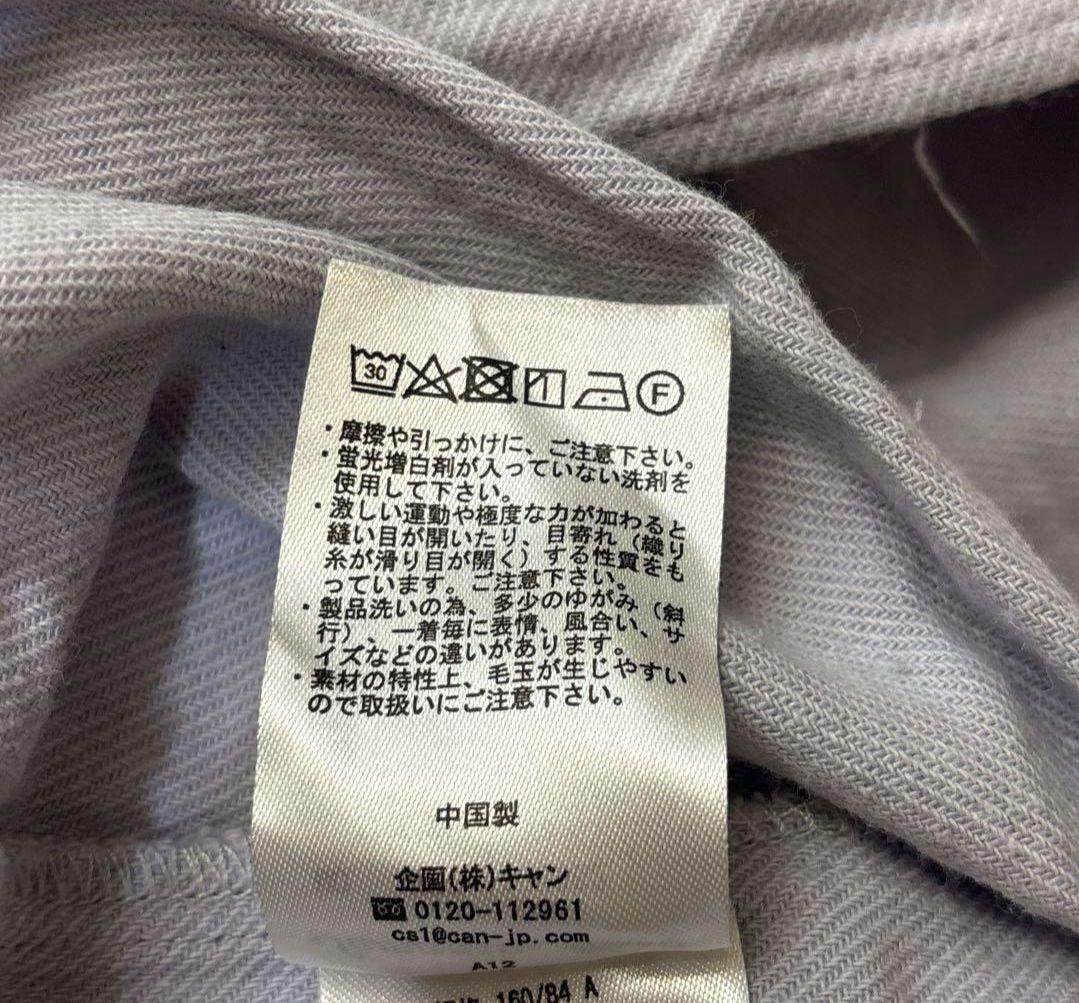 30 F
・摩擦や引っかけに、ご注意下さい。
・蛍光増白剤が入っていない洗剤を
使用して下さい。
・激しい運動や極度な力が加わると
縫い目が開いたり、目寄れ（織り
糸が滑り目が開く）する性質をも
っています。ご注意下さい。
・製品洗いの為、多少のゆがみ（斜
行）、一着毎に表情、風合い、サ
イズなどの違いがあります。
・素材の特性上、毛玉が生じやすい
ので取扱いにご注意下さい。
中国製
企画(株)キャン
0120-112961
cs1@can-jp.com
A12
160/84 A